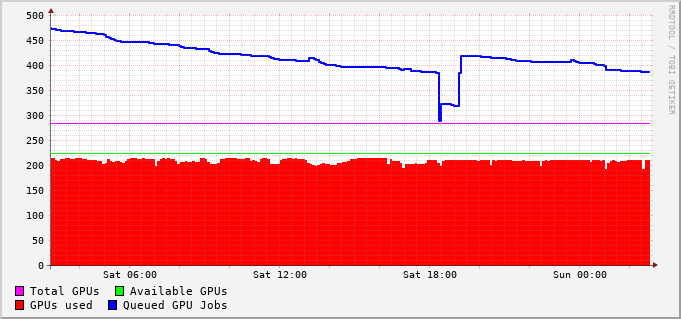 500
450
400
350
300
250
200
150
100
50
0
Sat 06:00 Sat 12:00 Sat 18:00 Sun 00:00
Total GPUs Available GPUs
GPUs used Queued GPU Jobs
RRDTOOL / TOBI OETIKER